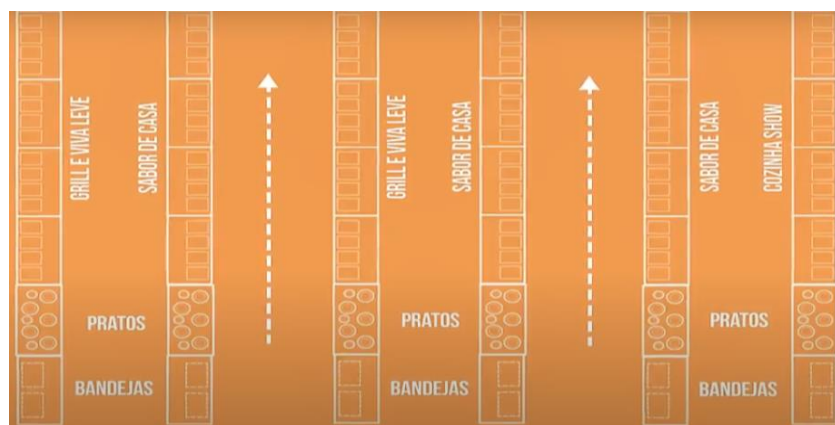 GRILL E VIVA LEVE
SABOR DE CASA
GRILL E VIVA LEVE
SABOR DE CASA
SABOR DE CASA
COZINHA SHOW
PRATOS
PRATOS
PRATOS
BANDEJAS
BANDEJAS
BANDEJAS